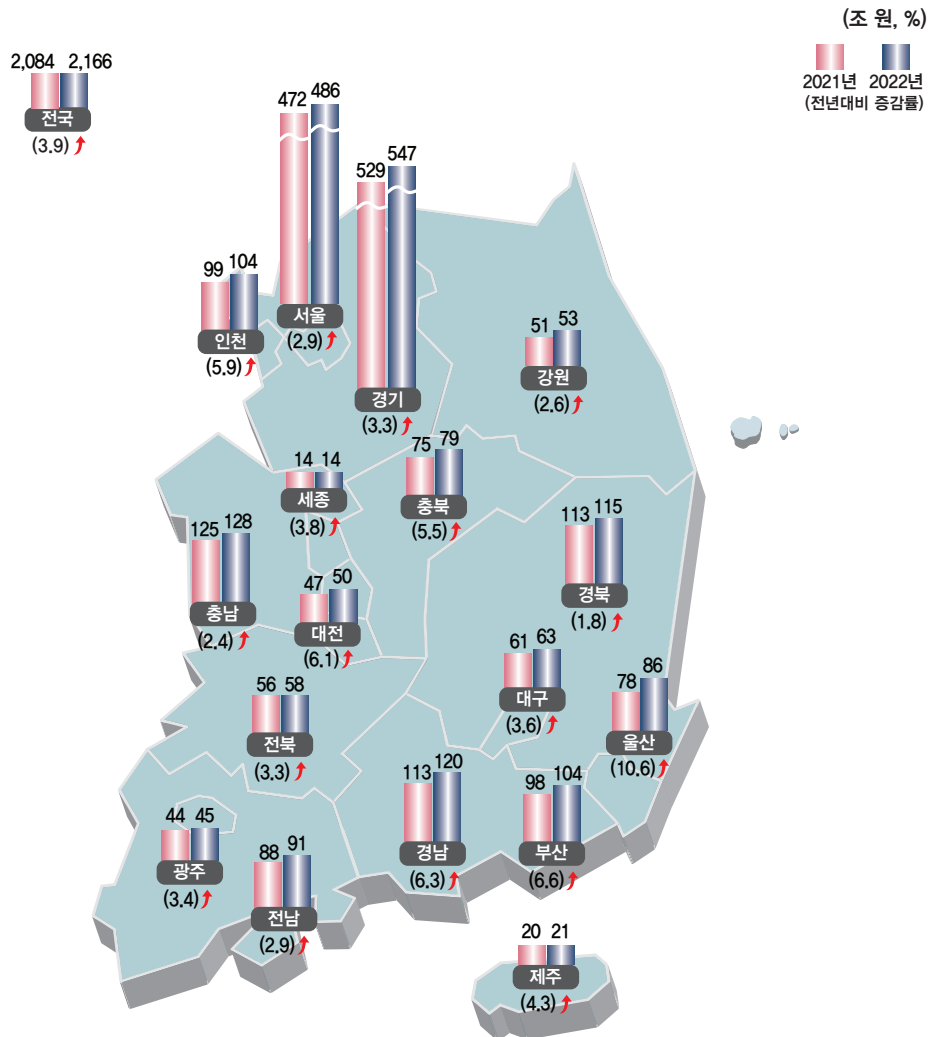 (조 원, %)
2021년 2022년
(전년대비 증감률)
2,084 2,166
전국
(3.9)
472 486
서울
(2.9)
529 547
경기
(3.3)
99 104
인천
(5.9)
51 53
강원
(2.6)
75 79
충북
(5.5)
14 14
세종
(3.8)
125 128
충남
(2.4)
47 50
대전
(6.1)
113 115
경북
(1.8)
61 63
대구
(3.6)
78 86
울산
(10.6)
56 58
전북
(3.3)
113 120
경남
(6.3)
98 104
부산
(6.6)
44 45
광주
(3.4)
88 91
전남
(2.9)
20 21
제주
(4.3)